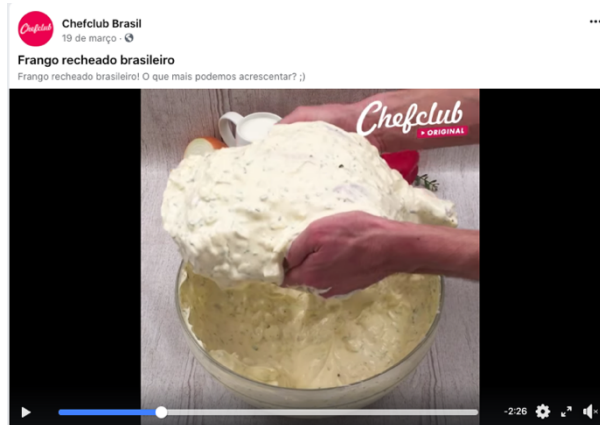 Chefclub
Chefclub Brasil
19 de março ·
Frango recheado brasileiro
Frango recheado brasileiro! O que mais podemos acrescentar? ;)
Chefclub
ORIGINAL
-2:26